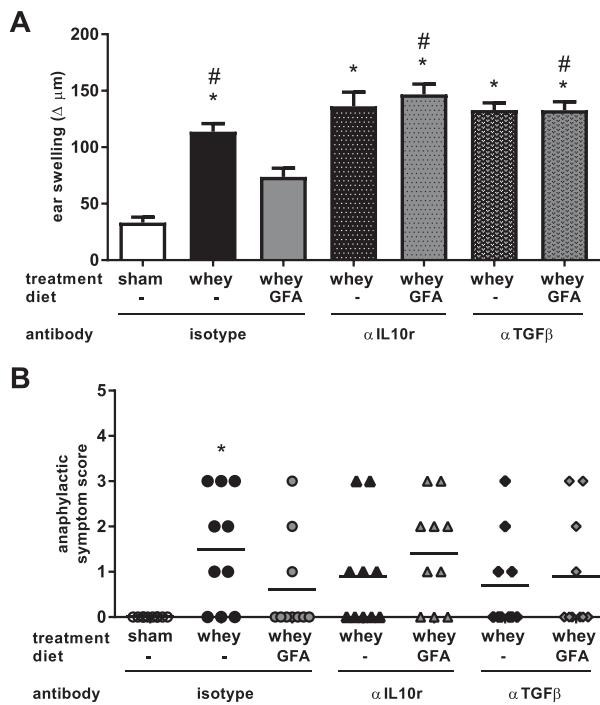 A
200
150
100
50
0
ear swelling (Δ μm)
# # #
* * * * *
treatment sham whey whey whey whey whey whey
diet - - GFA - GFA - GFA
antibody isotype αIL10r αTGFβ
B
5
4
3
2
1
0
anaphylactic
symptom score
*
treatment sham whey whey whey whey whey whey
diet - - GFA - GFA - GFA
antibody isotype αIL10r αTGFβ